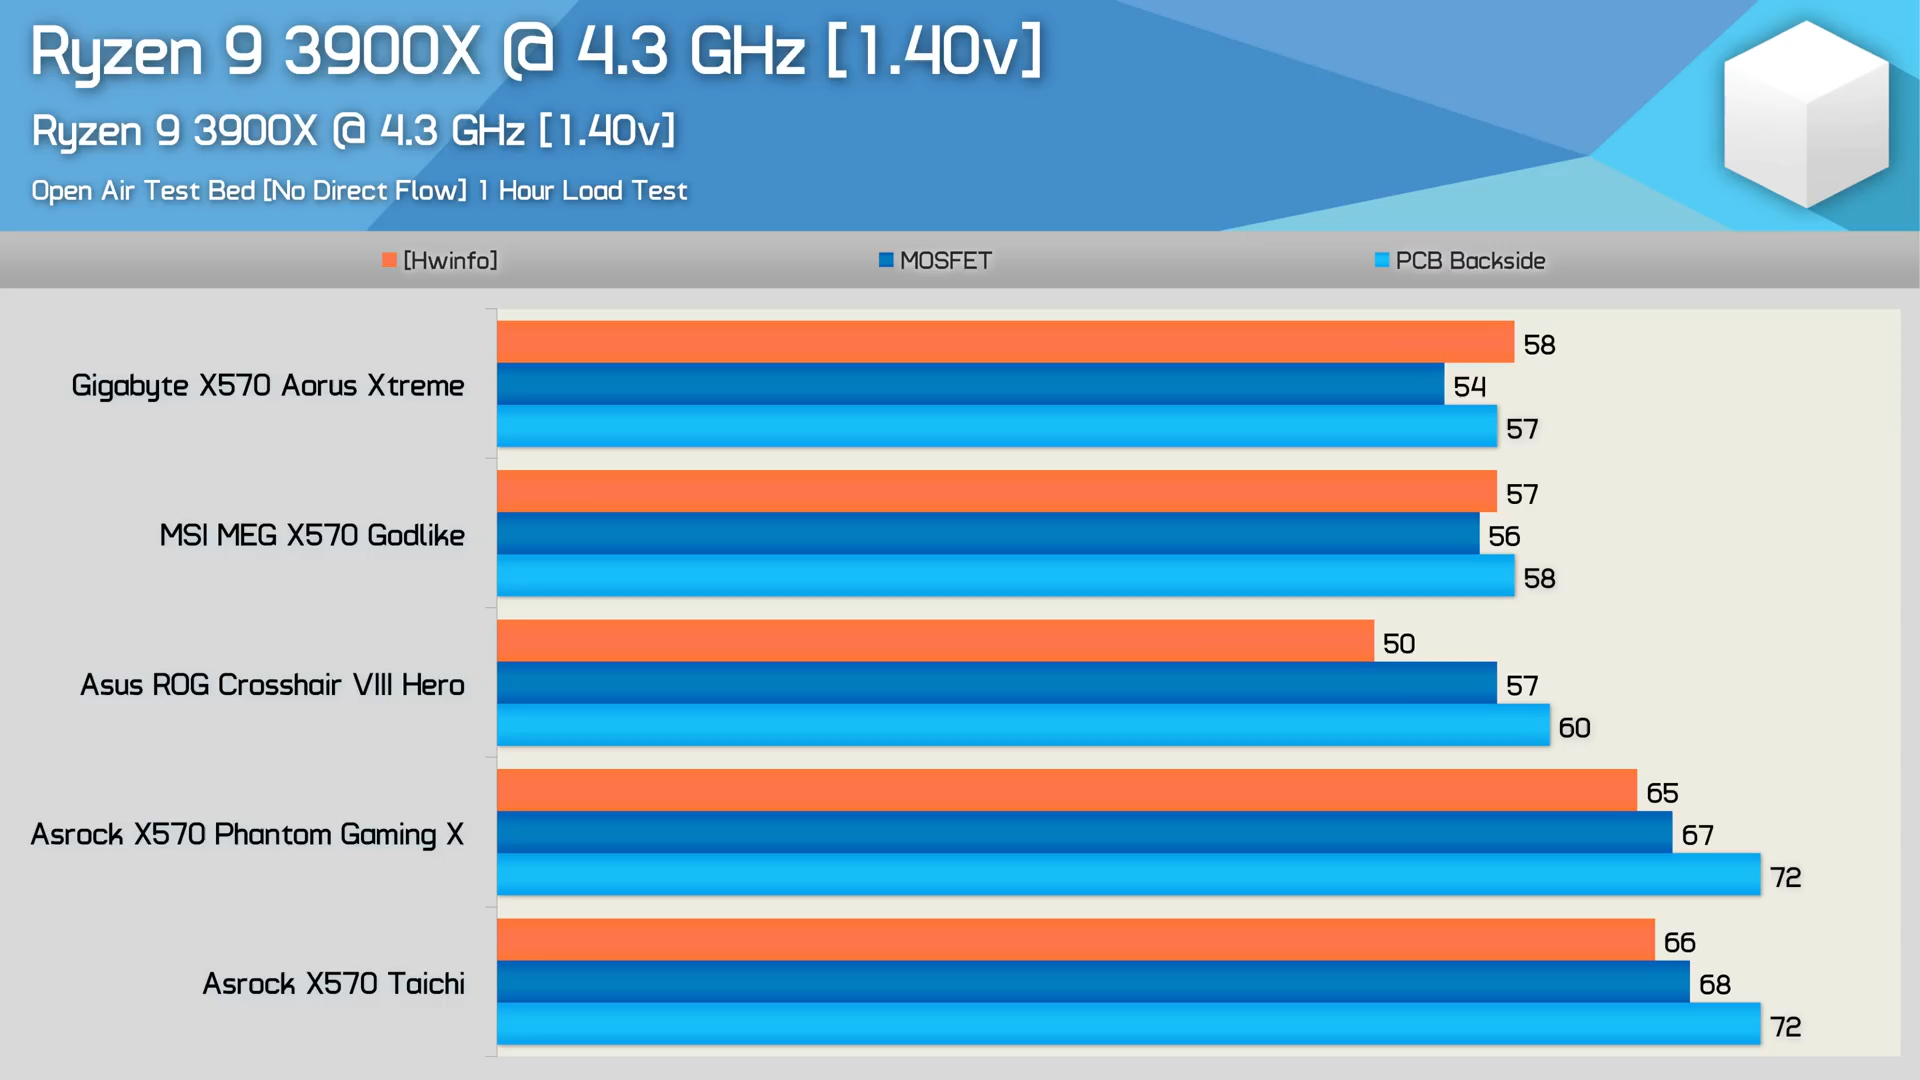 Ryzen 9 3900X @ 4.3 GHz [1.40v]
Ryzen 9 3900X @ 4.3 GHz [1.40v]
Open Air Test Bed [No Direct Flow] 1 Hour Load Test
[Hwinfo] MOSFET PCB Backside
Gigabyte X570 Aorus Xtreme
58
54
57
MSI MEG X570 Godlike
57
56
58
Asus ROG Crosshair VIII Hero
50
57
60
Asrock X570 Phantom Gaming X
65
67
72
Asrock X570 Taichi
66
68
72